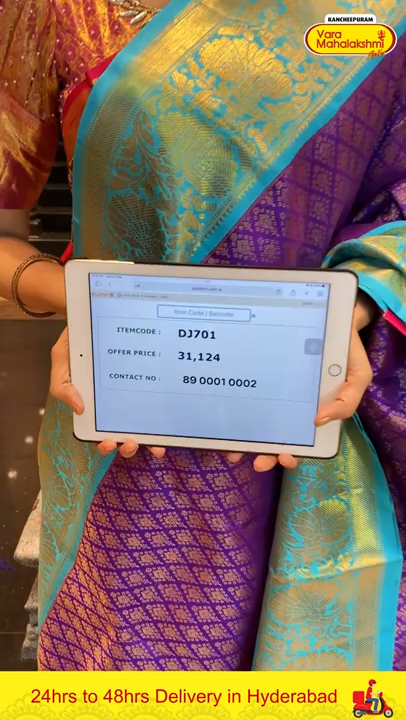 KANCHEEPURAM
Vara
Mahalakshmi
Silks
Item Code | Barcode
ITEMCODE : DJ701
OFFER PRICE : 31,124
CONTACT NO : 89 0001 0002
24hrs to 48hrs Delivery in Hyderabad